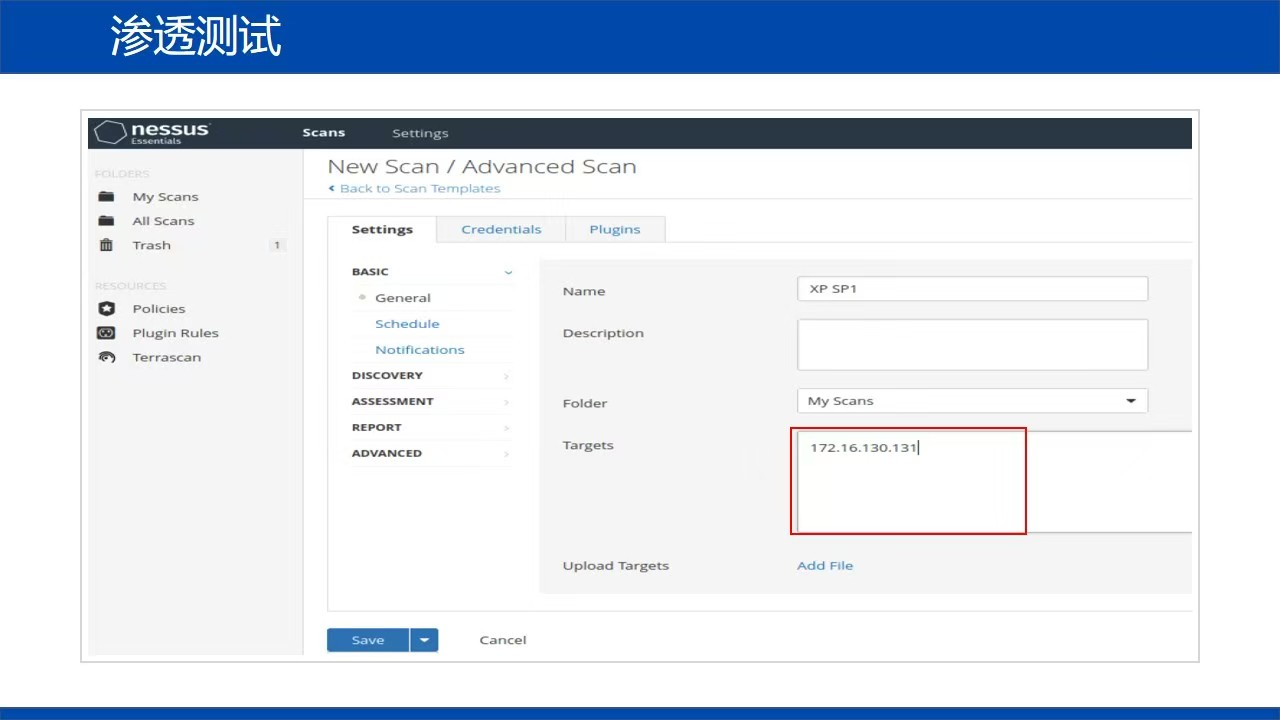 渗透测试
nessus
Essentials
Scans
Settings
FOLDERS
My Scans
All Scans
Trash
1
RESOURCES
Policies
Plugin Rules
Terrascan
New Scan / Advanced Scan
Back to Scan Templates
Settings
Credentials
Plugins
BASIC
General
Schedule
Notifications
DISCOVERY
ASSESSMENT
REPORT
ADVANCED
Name
XP SP1
Description
Folder
My Scans
Targets
172.16.130.131
Upload Targets
Add File
Save
Cancel